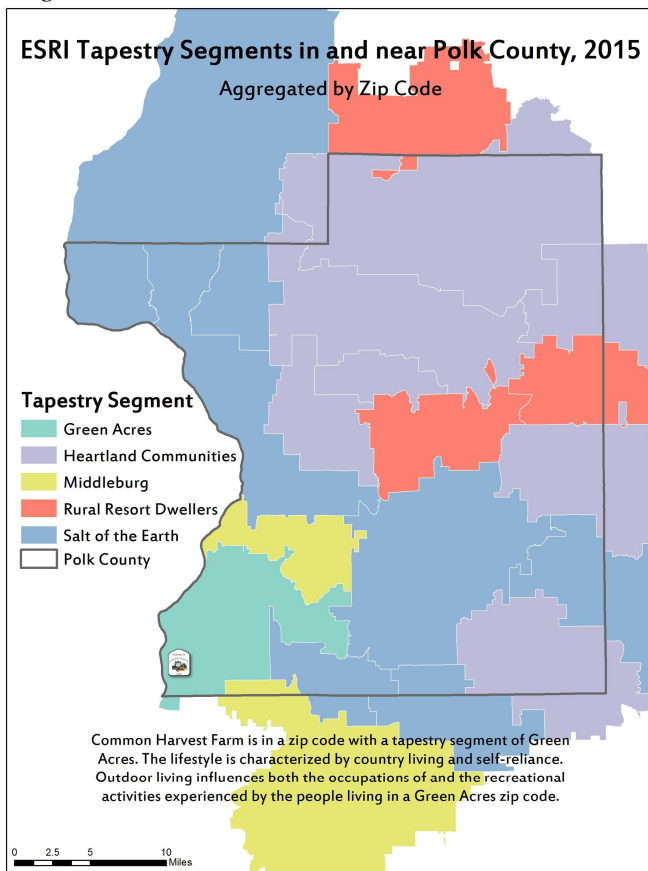 ESRI Tapestry Segments in and near Polk County, 2015
Aggregated by Zip Code
Tapestry Segment
Green Acres
Heartland Communities
Middleburg
Rural Resort Dwellers
Salt of the Earth
Polk County
Common Harvest Farm is in a zip code with a tapestry segment of Green
Acres. The lifestyle is characterized by country living and self-reliance.
Outdoor living influences both the occupations of and the recreational
activities experienced by the people living in a Green Acres zip code.
0 2.5 5 10
Miles